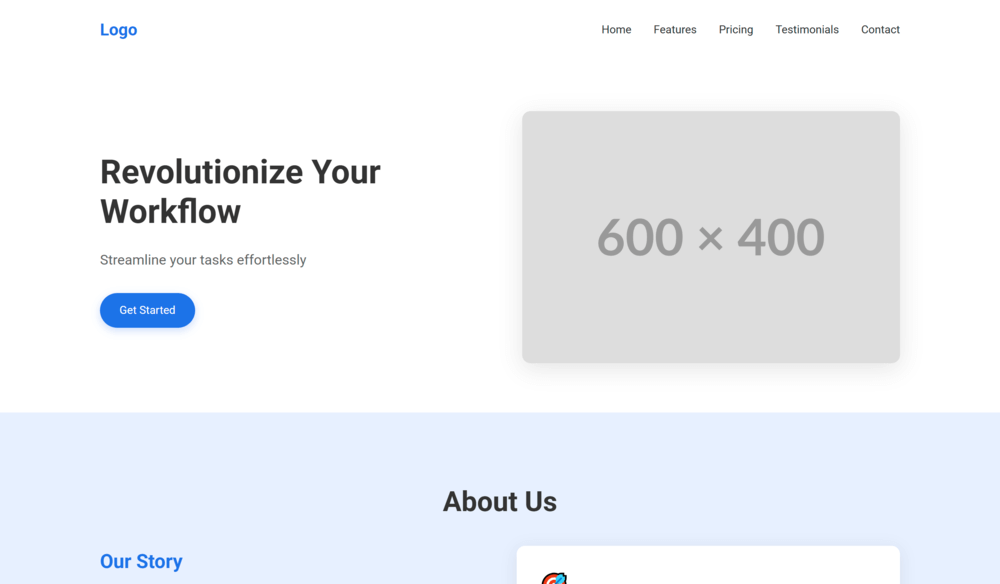 Logo
Home Features Pricing Testimonials Contact
Revolutionize Your
Workflow
Streamline your tasks effortlessly
Get Started
600 × 400
About Us
Our Story